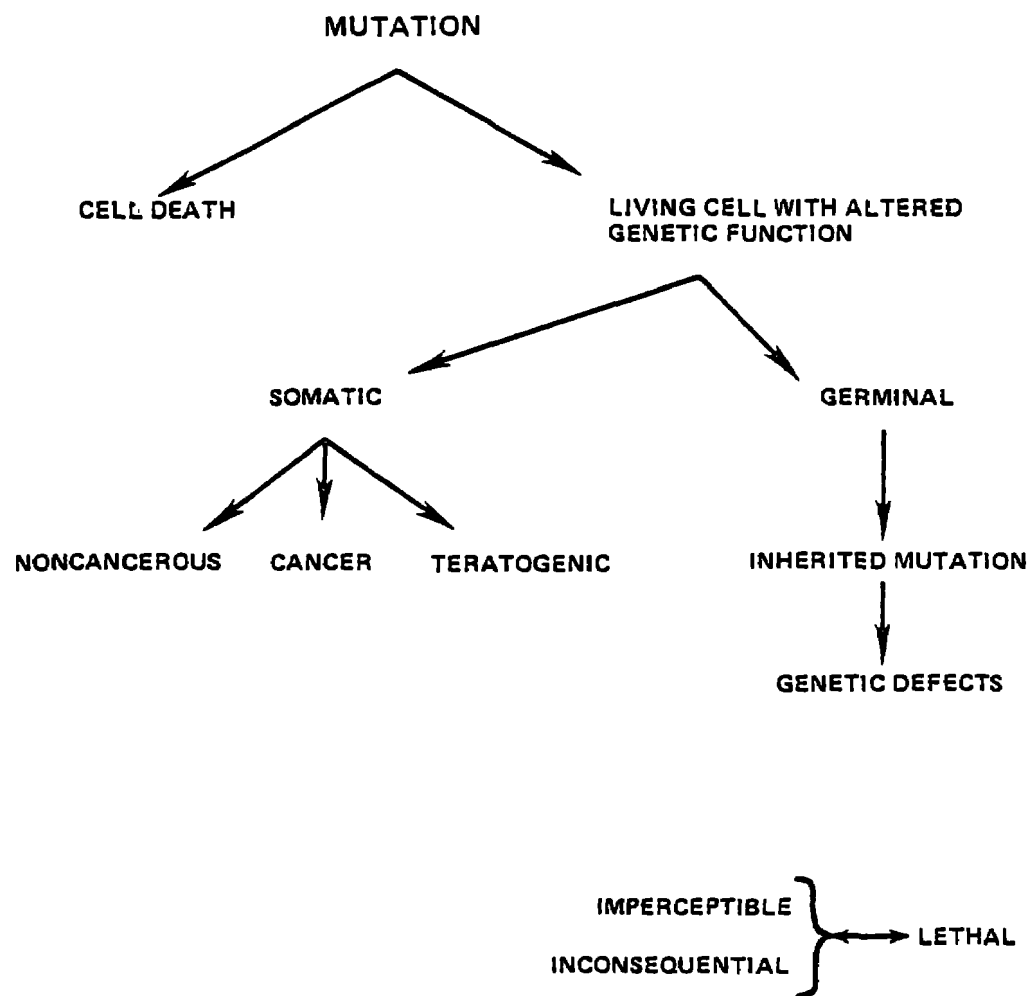 MUTATION
CELL DEATH
LIVING CELL WITH ALTERED
GENETIC FUNCTION
SOMATIC
GERMINAL
NONCANCEROUS
CANCER
TERATOGENIC
INHERITED MUTATION
GENETIC DEFECTS
IMPERCEPTIBLE
INCONSEQUENTIAL
LETHAL